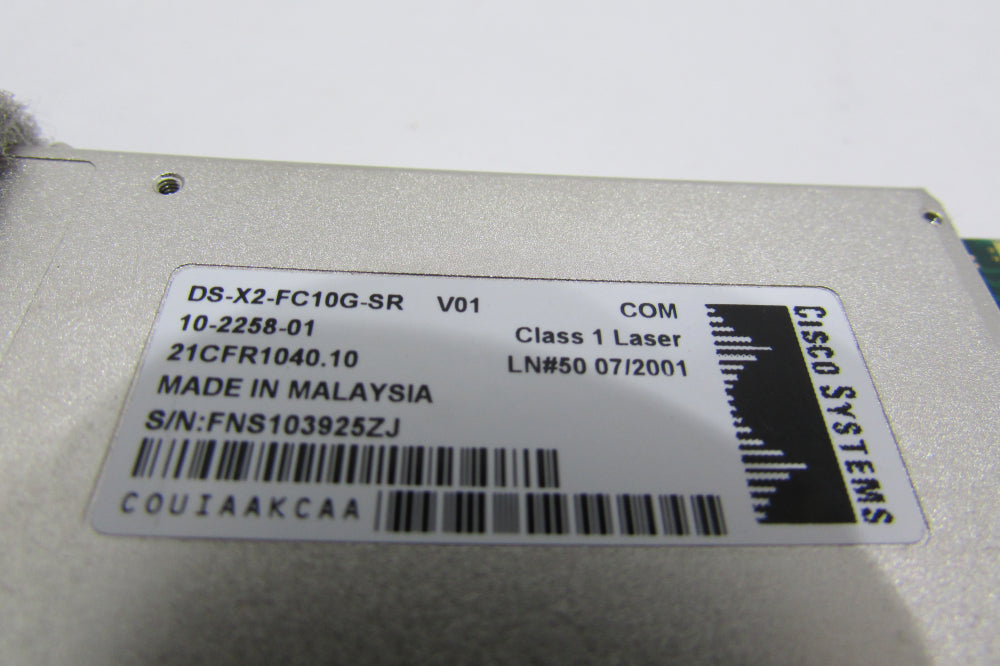 DS-X2-FC10G-SR V01 COM
10-2258-01 Class 1 Laser
21CFR1040.10 LN#50 07/2001
MADE IN MALAYSIA
S/N:FNS103925ZJ
COUIAAKCAA
CISCO SYSTEMS